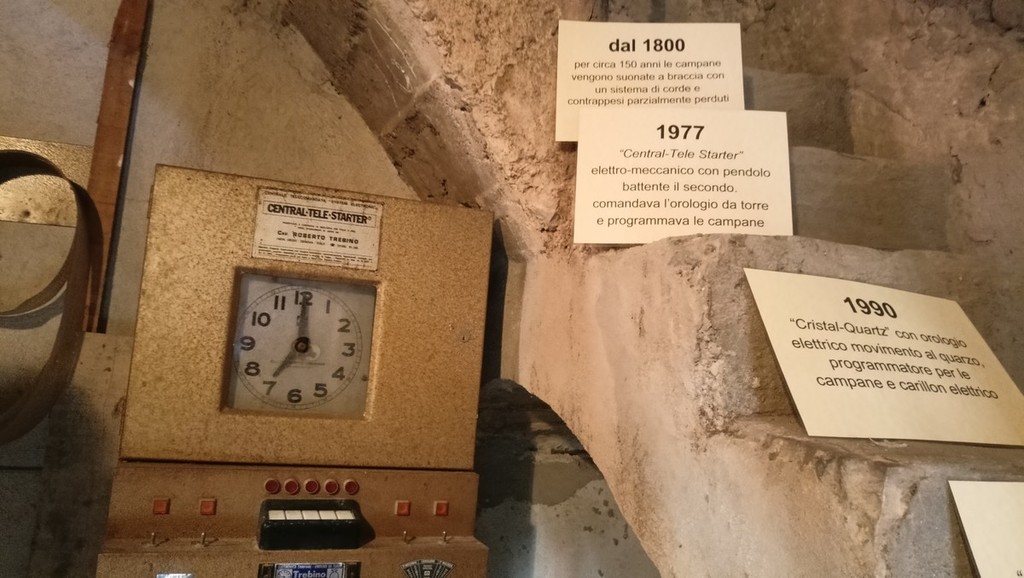 dal 1800
per circa 150 anni le campane
vengono suonate a braccia con
un sistema di corde e
contrappesi parzialmente perduti
1977
"Central-Tele Starter"
elettro-meccanico con pendolo
battente il secondo.
comandava l'orologio da torre
e programmava le campane
1990
"Cristal-Quartz" con orologio
elettrico movimento al quarzo,
programmatore per le
campane e carillon elettrico
CENTRAL-TELE-STARTER
ROBERTO TREBINO
12
1
2
3
4
5
6
7
8
9
10
11
Trebino